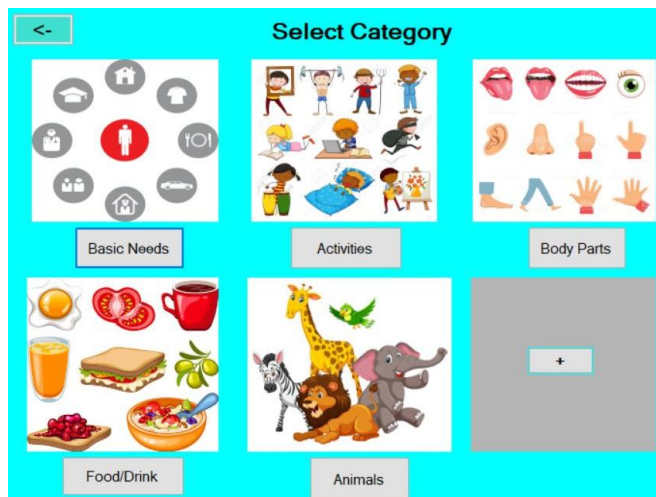 <-
Select Category
Basic Needs
Activities
Body Parts
+
Food/Drink
Animals